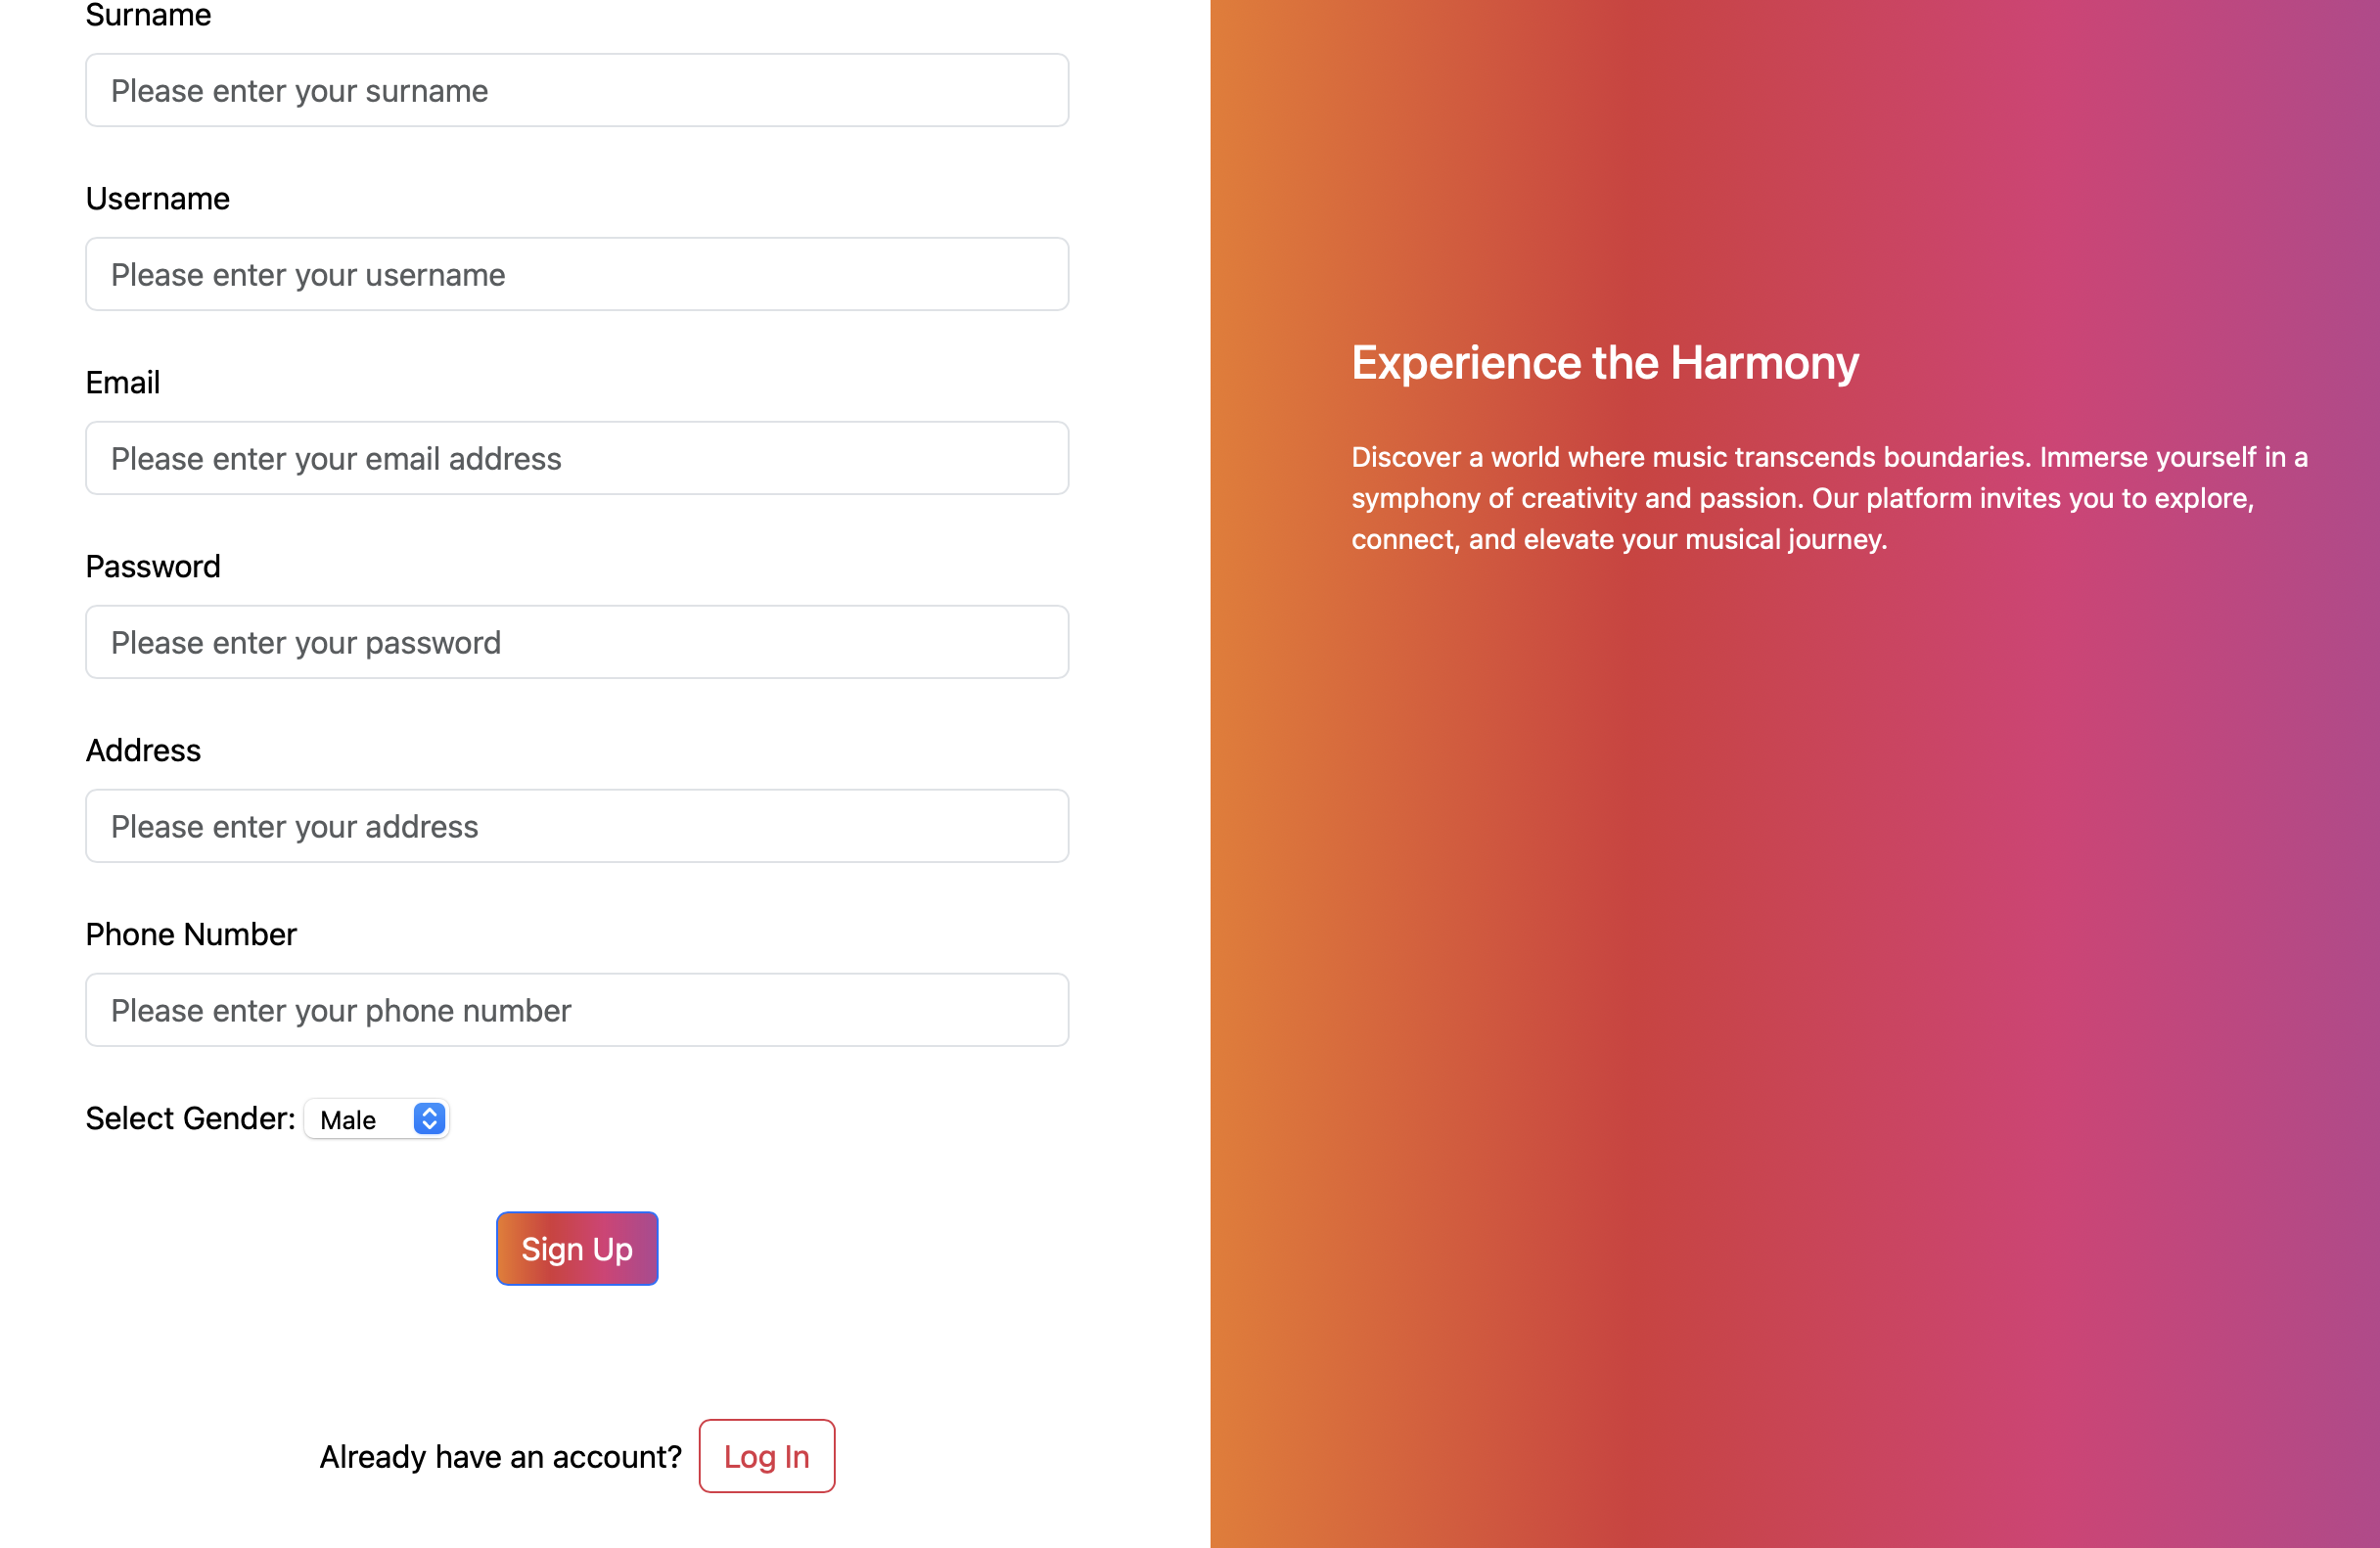 Surname
Please enter your surname
Username
Please enter your username
Email
Please enter your email address
Password
Please enter your password
Address
Please enter your address
Phone Number
Please enter your phone number
Select Gender: Male
Sign Up
Already have an account? Log In
Experience the Harmony
Discover a world where music transcends boundaries. Immerse yourself in a
symphony of creativity and passion. Our platform invites you to explore,
connect, and elevate your musical journey.